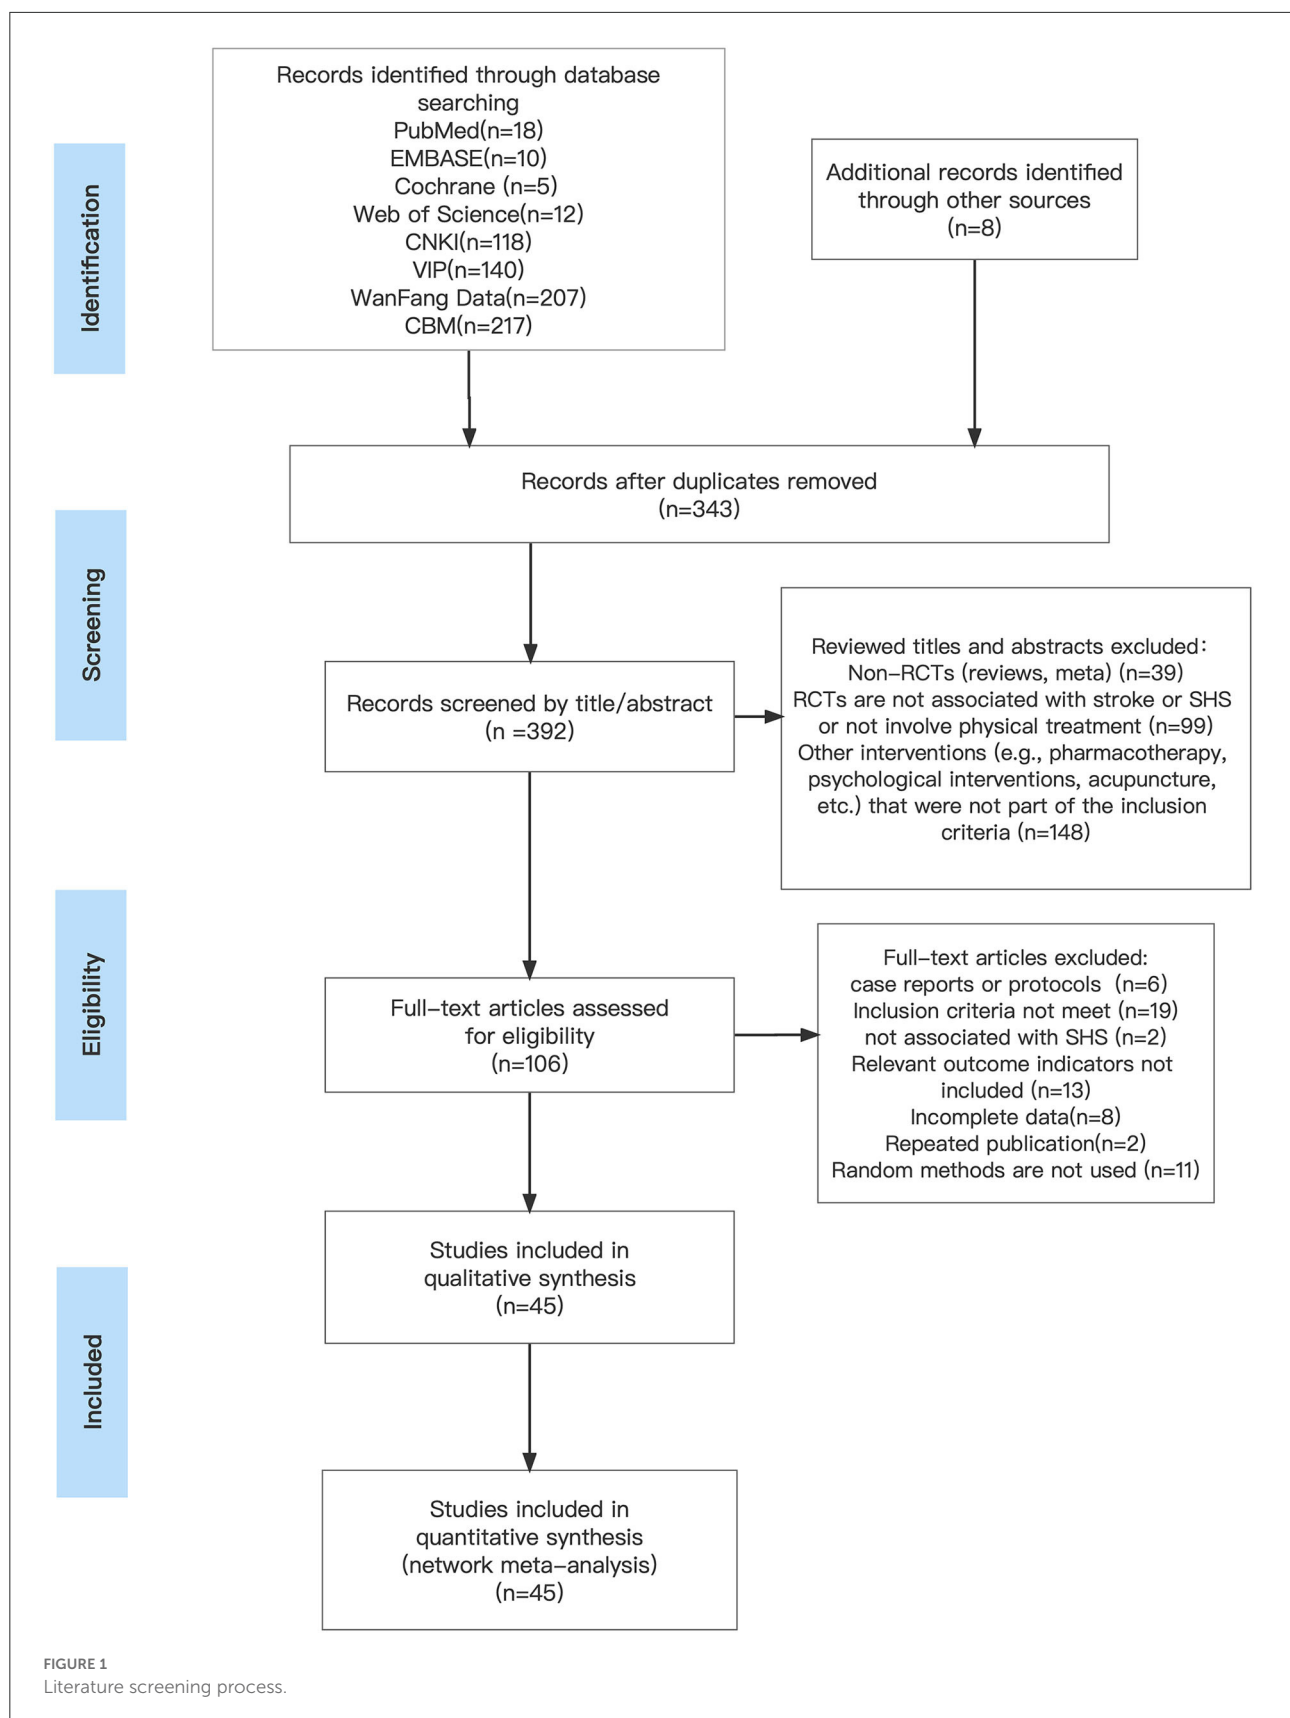 Records identified through database
searching
PubMed(n=18)
EMBASE(n=10)
Cochrane (n=5)
Web of Science(n=12)
CNKI(n=118)
VIP(n=140)
WanFang Data(n=207)
CBM(n=217)
Additional records identified
through other sources
(n=8)
Identification
Records after duplicates removed
(n=343)
Screening
Records screened by title/abstract
(n =392)
Reviewed titles and abstracts excluded:
Non-RCTs (reviews, meta) (n=39)
RCTs are not associated with stroke or SHS
or not involve physical treatment (n=99)
Other interventions (e.g., pharmacotherapy,
psychological interventions, acupuncture,
etc.) that were not part of the inclusion
criteria (n=148)
Eligibility
Full-text articles assessed
for eligibility
(n=106)
Full-text articles excluded:
case reports or protocols (n=6)
Inclusion criteria not meet (n=19)
not associated with SHS (n=2)
Relevant outcome indicators not
included (n=13)
Incomplete data(n=8)
Repeated publication(n=2)
Random methods are not used (n=11)
Studies included in
qualitative synthesis
(n=45)
Included
Studies included in
quantitative synthesis
(network meta-analysis)
(n=45)
FIGURE 1
Literature screening process.